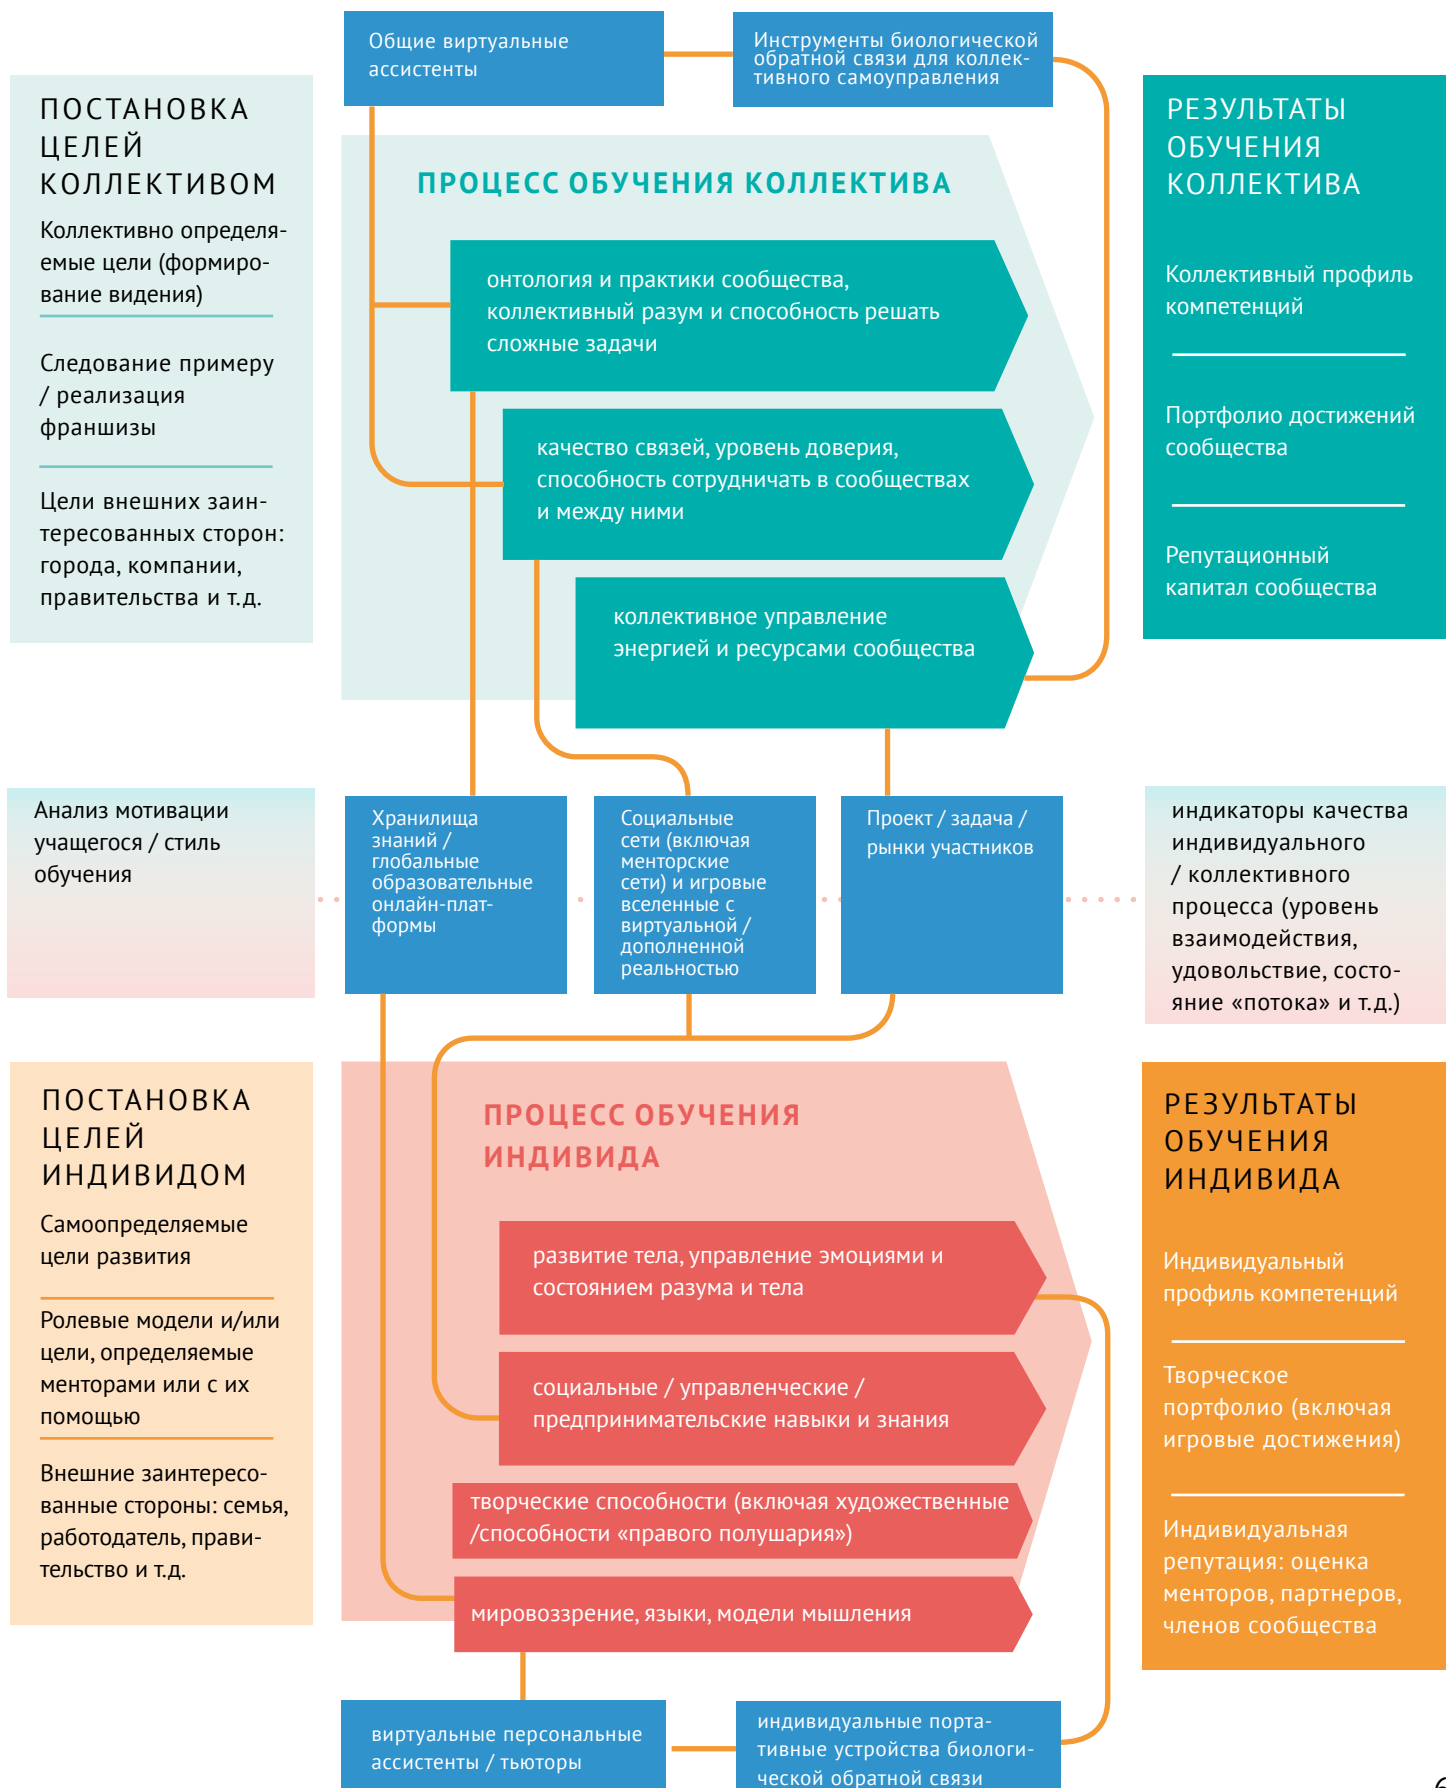 Общие виртуальные
ассистенты
Инструменты биологической
обратной связи для коллек-
тивного самоуправления
ПОСТАНОВКА
ЦЕЛЕЙ
КОЛЛЕКТИВОМ
Коллективно определя-
емые цели (формиро-
вание видения)
Следование примеру
/ реализация
франшизы
Цели внешних заин-
тересованных сторон:
города, компании,
правительства и т.д.
ПРОЦЕСС ОБУЧЕНИЯ КОЛЛЕКТИВА
онтология и практики сообщества,
коллективный разум и способность решать
сложные задачи
качество связей, уровень доверия,
способность сотрудничать в сообществах
и между ними
коллективное управление
энергией и ресурсами сообщества
РЕЗУЛЬТАТЫ
ОБУЧЕНИЯ
КОЛЛЕКТИВА
Коллективный профиль
компетенций
Портфолио достижений
сообщества
Репутационный
капитал сообщества
Анализ мотивации
учащегося / стиль
обучения
Хранилища
знаний /
глобальные
образовательные
онлайн-плат-
формы
Социальные
сети (включая
менторские
сети) и игровые
вселенные с
виртуальной /
дополненной
реальностью
Проект / задача /
рынки участников
индикаторы качества
индивидуального
/ коллективного
процесса (уровень
взаимодействия,
удовольствие, состо-
яние «потока» и т.д.)
ПОСТАНОВКА
ЦЕЛЕЙ
ИНДИВИДОМ
Самоопределяемые
цели развития
Ролевые модели и/или
цели, определяемые
менторами или с их
помощью
Внешние заинтересо-
ванные стороны: семья,
работодатель, прави-
тельство и т.д.
ПРОЦЕСС ОБУЧЕНИЯ
ИНДИВИДА
развитие тела, управление эмоциями и
состоянием разума и тела
социальные / управленческие /
предпринимательские навыки и знания
творческие способности (включая художественные
/способности «правого полушария»)
мировоззрение, языки, модели мышления
РЕЗУЛЬТАТЫ
ОБУЧЕНИЯ
ИНДИВИДА
Индивидуальный
профиль компетенций
Творческое
портфолио (включая
игровые достижения)
Индивидуальная
репутация: оценка
менторов, партнеров,
членов сообщества
виртуальные персональные
ассистенты / тьюторы
индивидуальные порта-
тивные устройства биологи-
ческой обратной связи